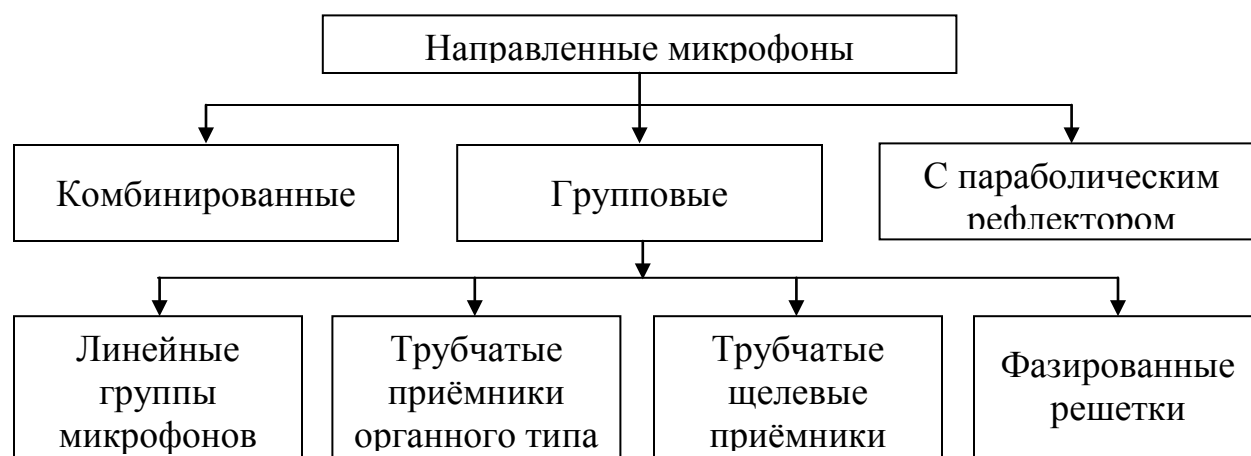 Направленные микрофоны
Комбинированные
Групповые
С параболическим
рефлектором
Линейные
группы
микрофонов
Трубчатые
приёмники
органного типа
Трубчатые
щелевые
приёмники
Фазированные
решетки